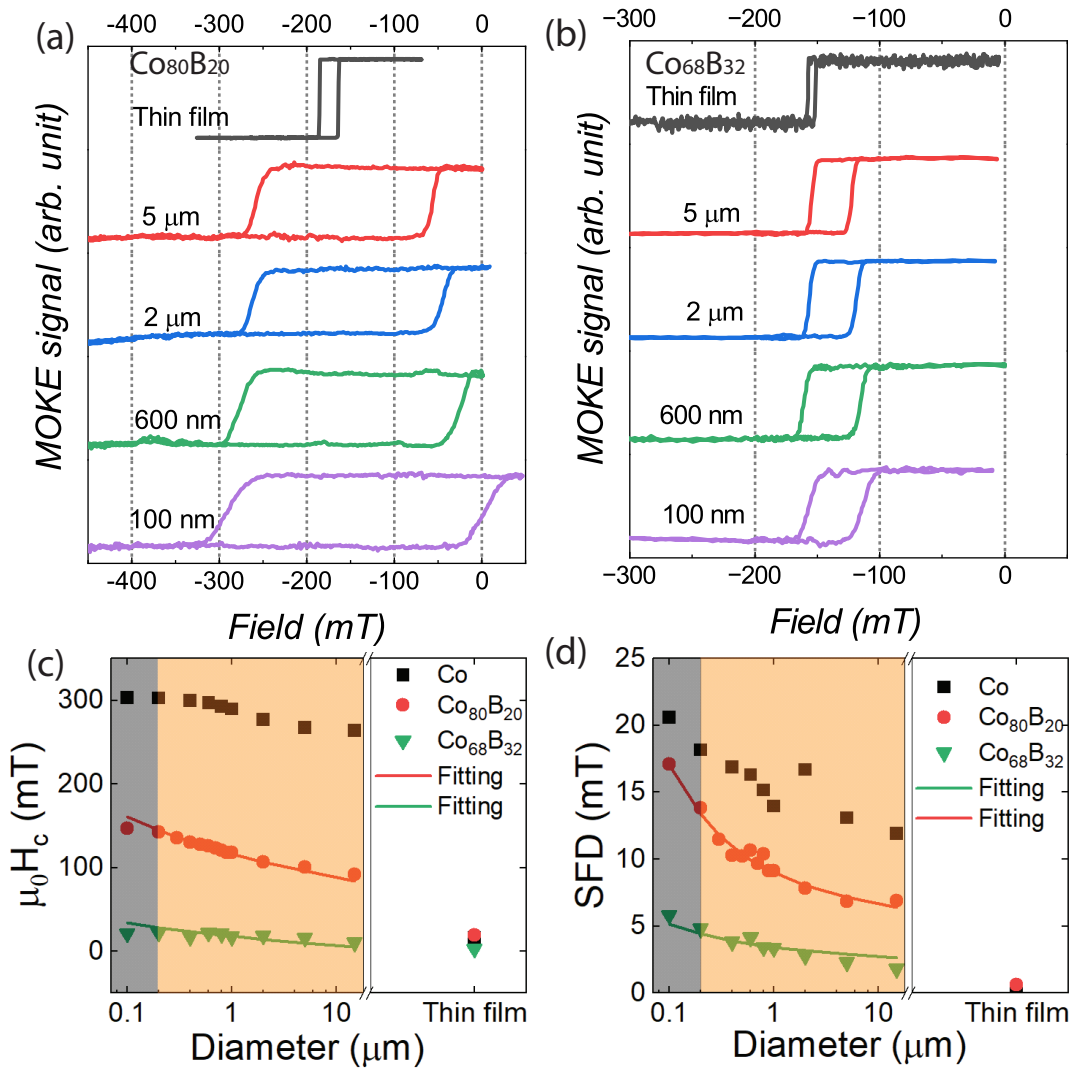 -400 -300 -200 -100 0
(a)
Co80B20
Thin film
5 μm
2 μm
600 nm
100 nm
MOKE signal (arb. unit)
-400 -300 -200 -100 0
Field (mT)
−300 −200 −100 0
(b)
Co68B32
Thin film
5 μm
2 μm
600 nm
100 nm
MOKE signal (arb. unit)
−300 −200 −100 0
Field (mT)
(c)
300
200
100
0
μ0Hc (mT)
Co
Co80B20
Co68B32
Fitting
Fitting
0.1 1 10 Thin film
Diameter (μm)
(d)
25
20
15
10
5
0
SFD (mT)
Co
Co80B20
Co68B32
Fitting
Fitting
0.1 1 10 Thin film
Diameter (μm)